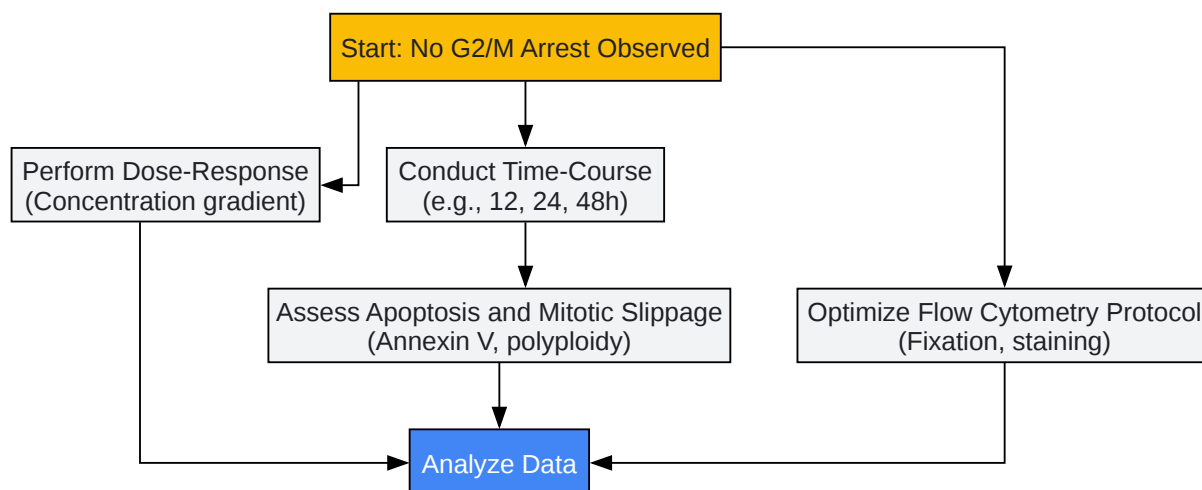 Start: No G2/M Arrest Observed
Perform Dose-Response
(Concentration gradient)
Conduct Time-Course
(e.g., 12, 24, 48h)
Assess Apoptosis and Mitotic Slippage
(Annexin V, polyploidy)
Optimize Flow Cytometry Protocol
(Fixation, staining)
Analyze Data